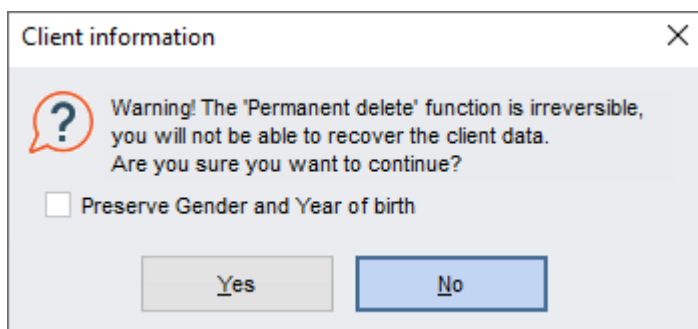 Client information
Warning! The 'Permanent delete' function is irreversible,
you will not be able to recover the client data.
Are you sure you want to continue?
Preserve Gender and Year of birth
Yes
No